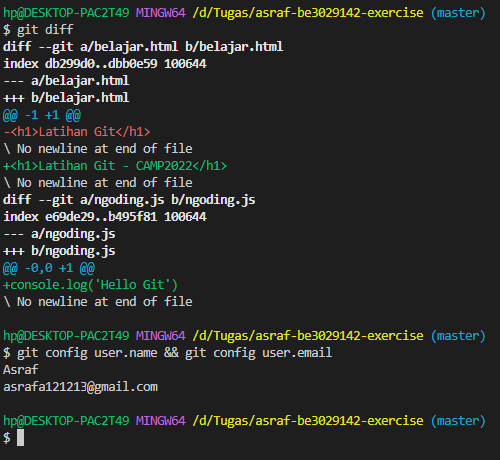 hp@DESKTOP-PAC2T49 MINGW64 /d/Tugas/asraf-be3029142-exercise (master)
$ git diff
diff --git a/belajar.html b/belajar.html
index db299d0..dbb0e59 100644
--- a/belajar.html
+++ b/belajar.html
@@ -1 +1 @@
-<h1>Latihan Git</h1>
\ No newline at end of file
+<h1>Latihan Git - CAMP2022</h1>
\ No newline at end of file
diff --git a/ngoding.js b/ngoding.js
index e69de29..b495f81 100644
--- a/ngoding.js
+++ b/ngoding.js
@@ -0,0 +1 @@
+console.log('Hello Git')
\ No newline at end of file
hp@DESKTOP-PAC2T49 MINGW64 /d/Tugas/asraf-be3029142-exercise (master)
$ git config user.name && git config user.email
Asraf
asrafa121213@gmail.com
hp@DESKTOP-PAC2T49 MINGW64 /d/Tugas/asraf-be3029142-exercise (master)
$